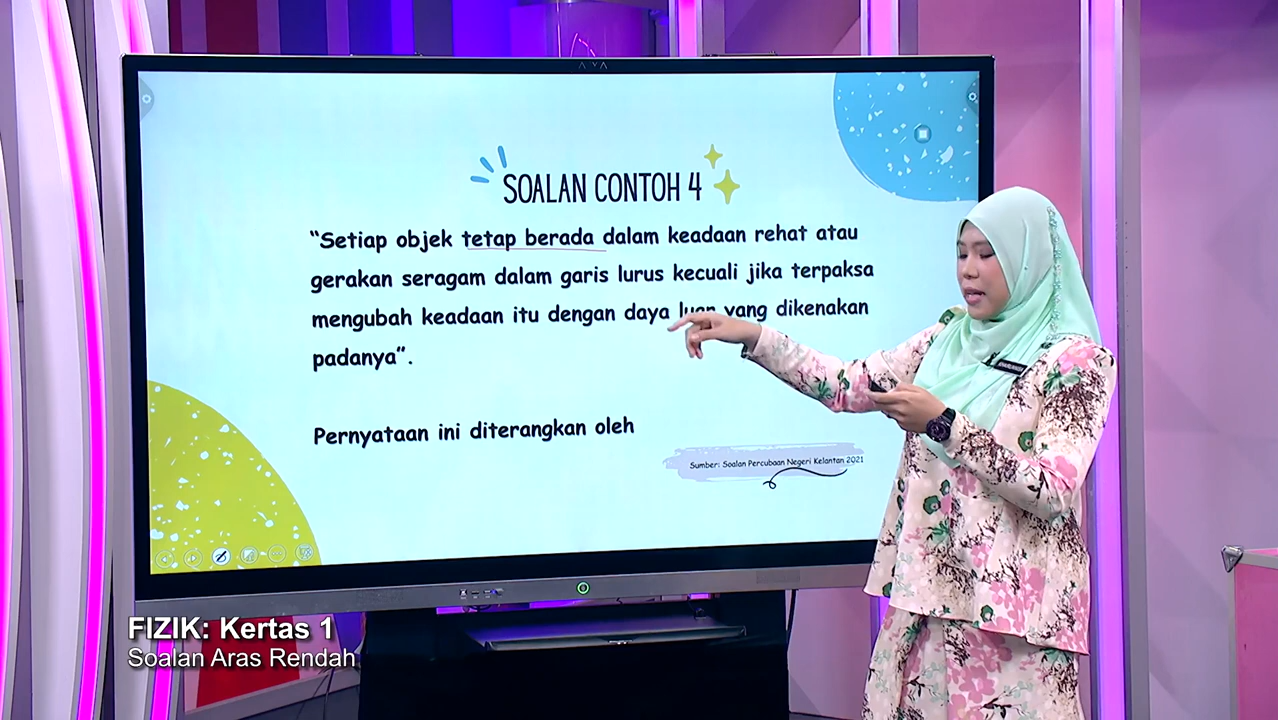 SOALAN CONTOH 4
“Setiap objek tetap berada dalam keadaan rehat atau
gerakan seragam dalam garis lurus kecuali jika terpaksa
mengubah keadaan itu dengan daya luar yang dikenakan
padanya”.
Pernyataan ini diterangkan oleh
Sumber: Soalan Percubaan Negeri Kelantan 2021
FIZIK: Kertas 1
Soalan Aras Rendah